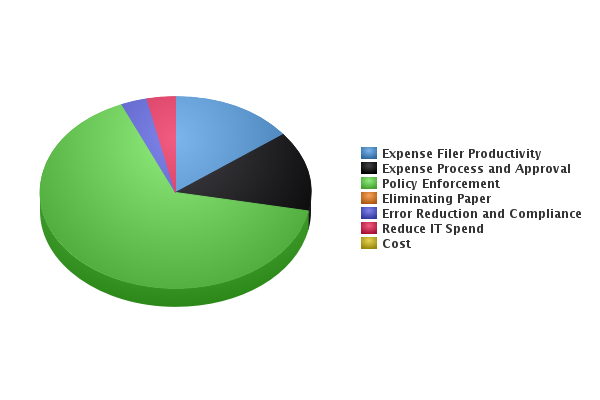 Expense Filer Productivity
Expense Process and Approval
Policy Enforcement
Eliminating Paper
Error Reduction and Compliance
Reduce IT Spend
Cost